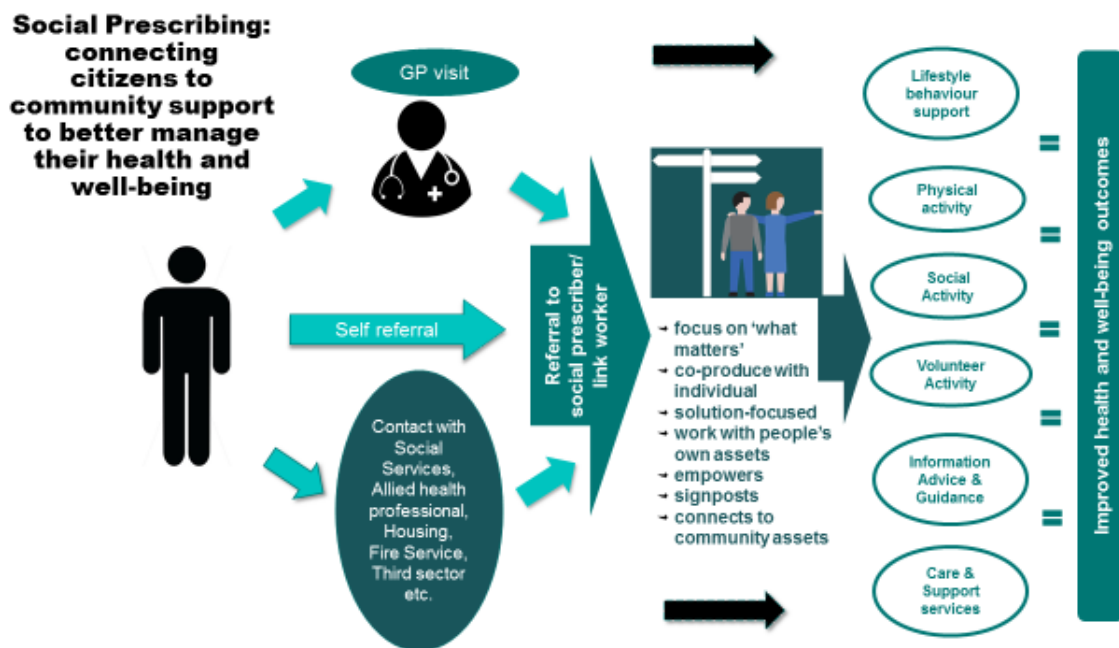 Social Prescribing:
connecting
citizens to
community support
to better manage
their health and
well-being
GP visit
Self referral
Contact with
Social
Services,
Allied health
professional,
Housing,
Fire Service,
Third sector
etc.
Referral to
social prescriber/
link worker
focus on ‘what
matters’
co-produce with
individual
solution-focused
work with people's
own assets
empowers
signposts
connects to
community assets
Lifestyle
behaviour
support
Physical
activity
Social
Activity
Volunteer
Activity
Information
Advice &
Guidance
Care &
Support
services
Improved health and well-being outcomes